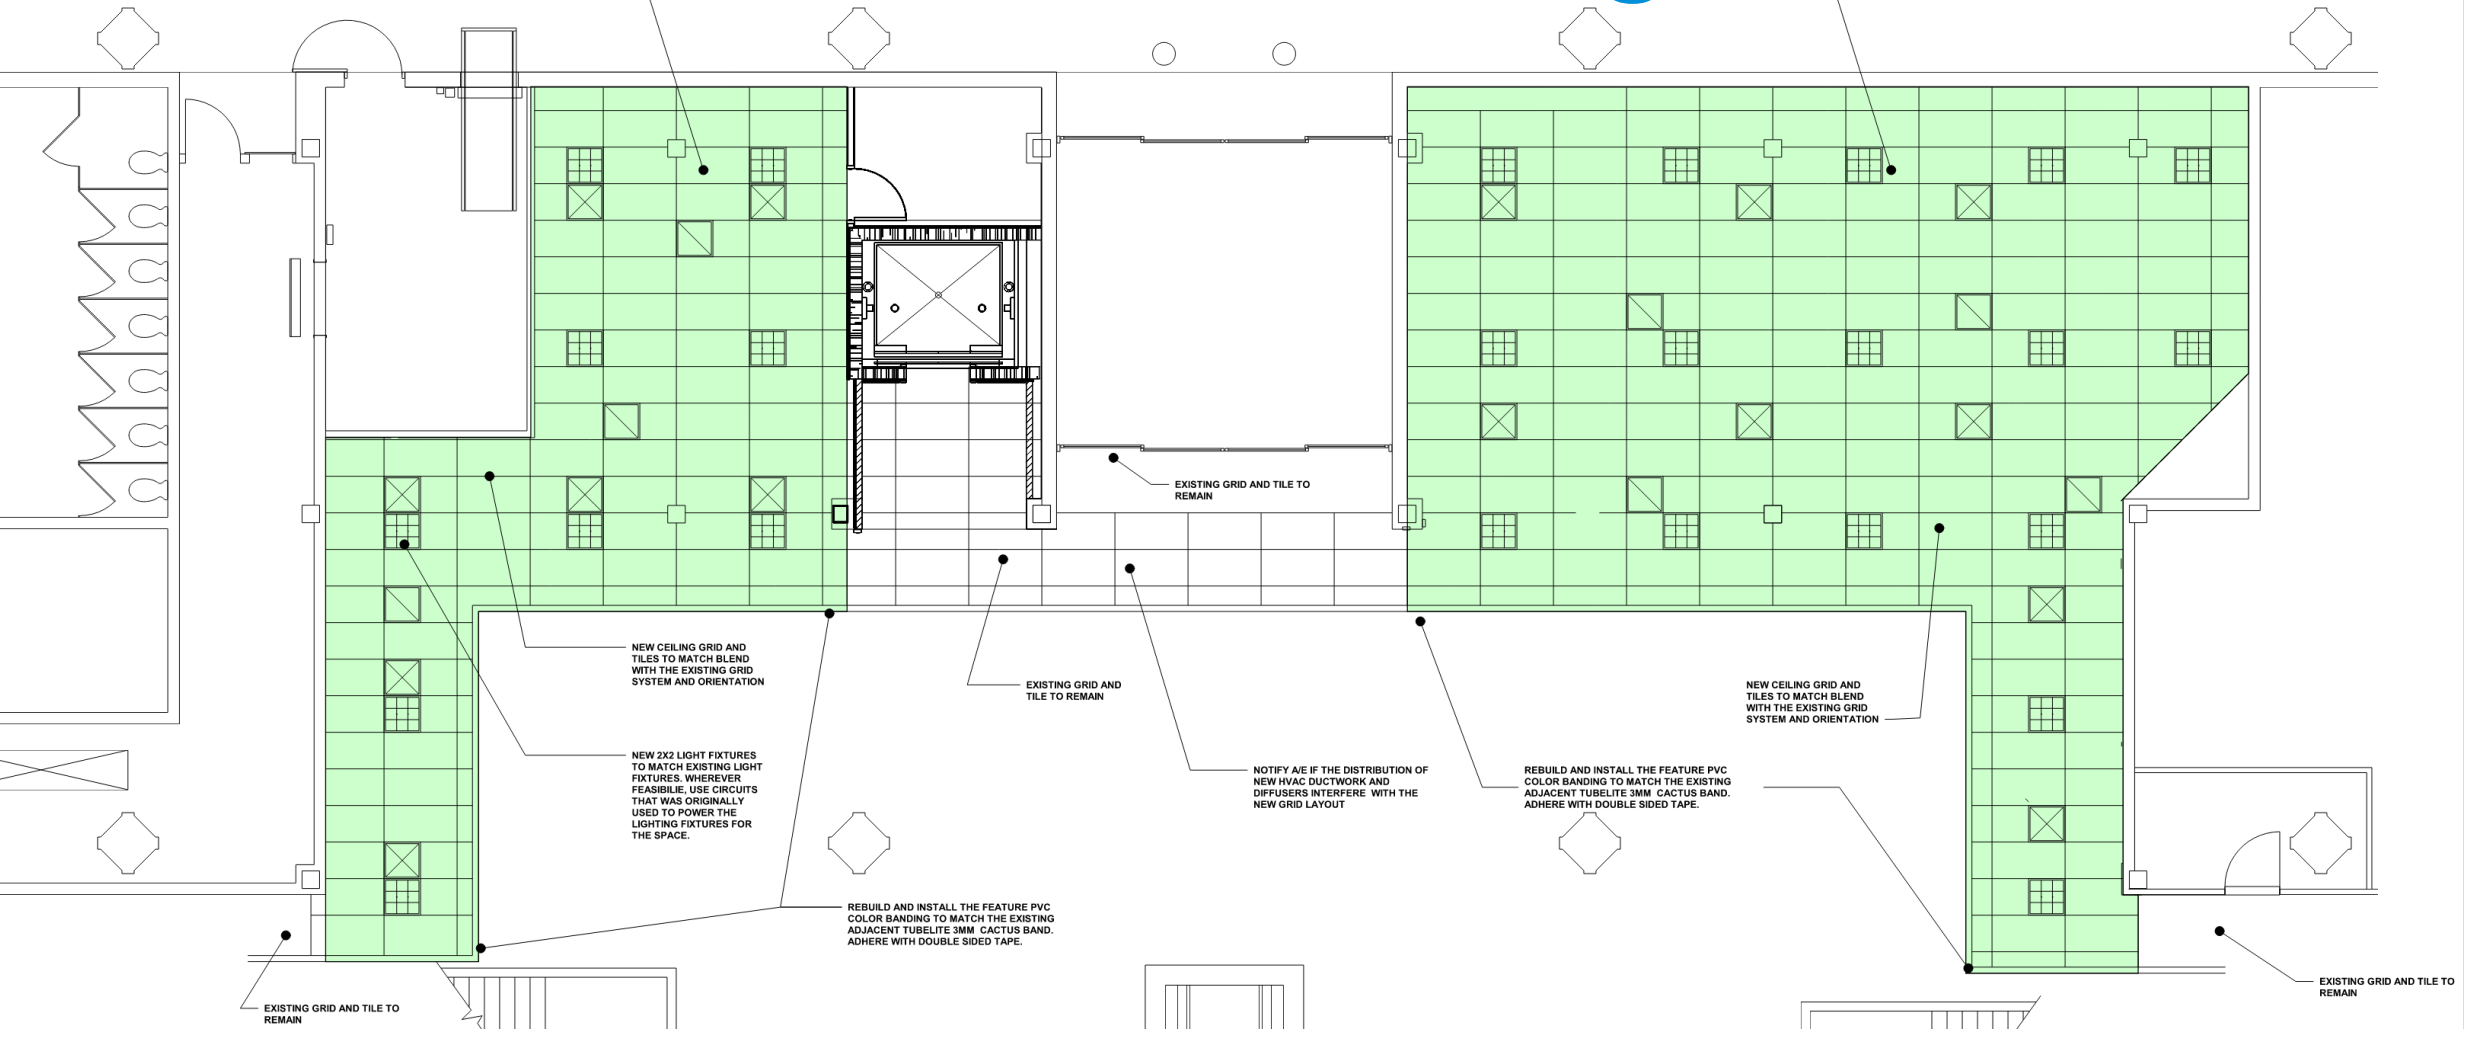 EXISTING GRID AND TILE TO
REMAIN
NEW CEILING GRID AND
TILES TO MATCH BLEND
WITH THE EXISTING GRID
SYSTEM AND ORIENTATION
EXISTING GRID AND
TILE TO REMAIN
NEW CEILING GRID AND
TILES TO MATCH BLEND
WITH THE EXISTING GRID
SYSTEM AND ORIENTATION
NEW 2X2 LIGHT FIXTURES
TO MATCH EXISTING LIGHT
FIXTURES. WHEREVER
FEASIBILIE, USE CIRCUITS
THAT WAS ORIGINALLY
USED TO POWER THE
LIGHTING FIXTURES FOR
THE SPACE.
NOTIFY A/E IF THE DISTRIBUTION OF
NEW HVAC DUCTWORK AND
DIFFUSERS INTERFERE WITH THE
NEW GRID LAYOUT
REBUILD AND INSTALL THE FEATURE PVC
COLOR BANDING TO MATCH THE EXISTING
ADJACENT TUBELITE 3MM CACTUS BAND.
ADHERE WITH DOUBLE SIDED TAPE.
REBUILD AND INSTALL THE FEATURE PVC
COLOR BANDING TO MATCH THE EXISTING
ADJACENT TUBELITE 3MM CACTUS BAND.
ADHERE WITH DOUBLE SIDED TAPE.
EXISTING GRID AND TILE TO
REMAIN
EXISTING GRID AND TILE TO
REMAIN